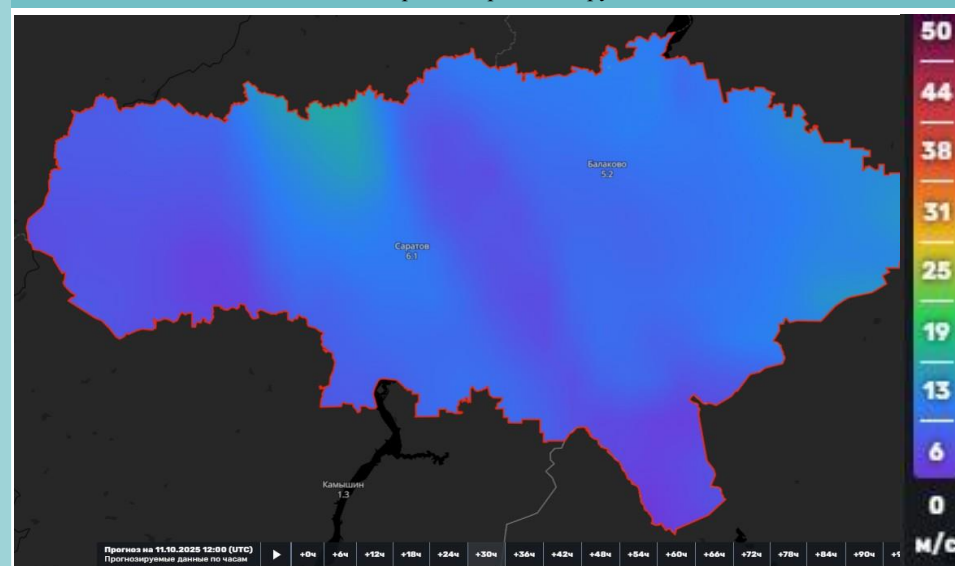 50
44
38
31
25
19
13
6
0
м/с
Балаково
5.2
Саратов
6.1
Камышин
1.3
Прогноз на 11.10.2025 12:00 (UTC)
Прогнозируемые данные по часам
+0ч +6ч +12ч +18ч +24ч +30ч +36ч +42ч +48ч +54ч +60ч +66ч +72ч +78ч +84ч +90ч